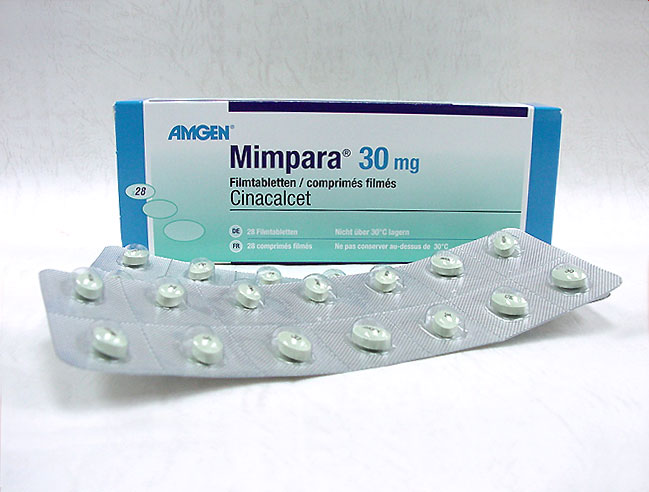 AMGEN®
Mimpara® 30 mg
Filmtabletten / comprimés filmés
Cinacalcet
28
DE 28 Filmtabletten Nicht über 30°C lagern
FR 28 comprimés filmés Ne pas conserver au-dessus de 30°C
30